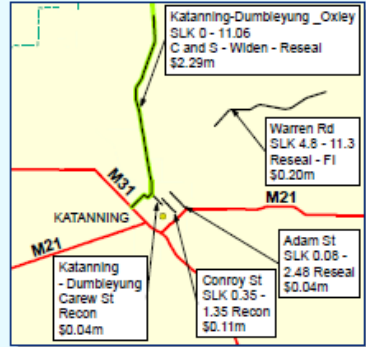 Katanning-Dumbleyung _Oxley
SLK 0 - 11.06
C and S - Widen - Reseal
$2.29m
Warren Rd
SLK 4.8 - 11.3
Reseal - FI
$0.20m
M31
M21
KATANNING
M21
Adam St
SLK 0.08 -
2.48 Reseal
$0.04m
Katanning
- Dumbleyung
Carew St
Recon
$0.04m
Conroy St
SLK 0.35 -
1.35 Recon
$0.11m